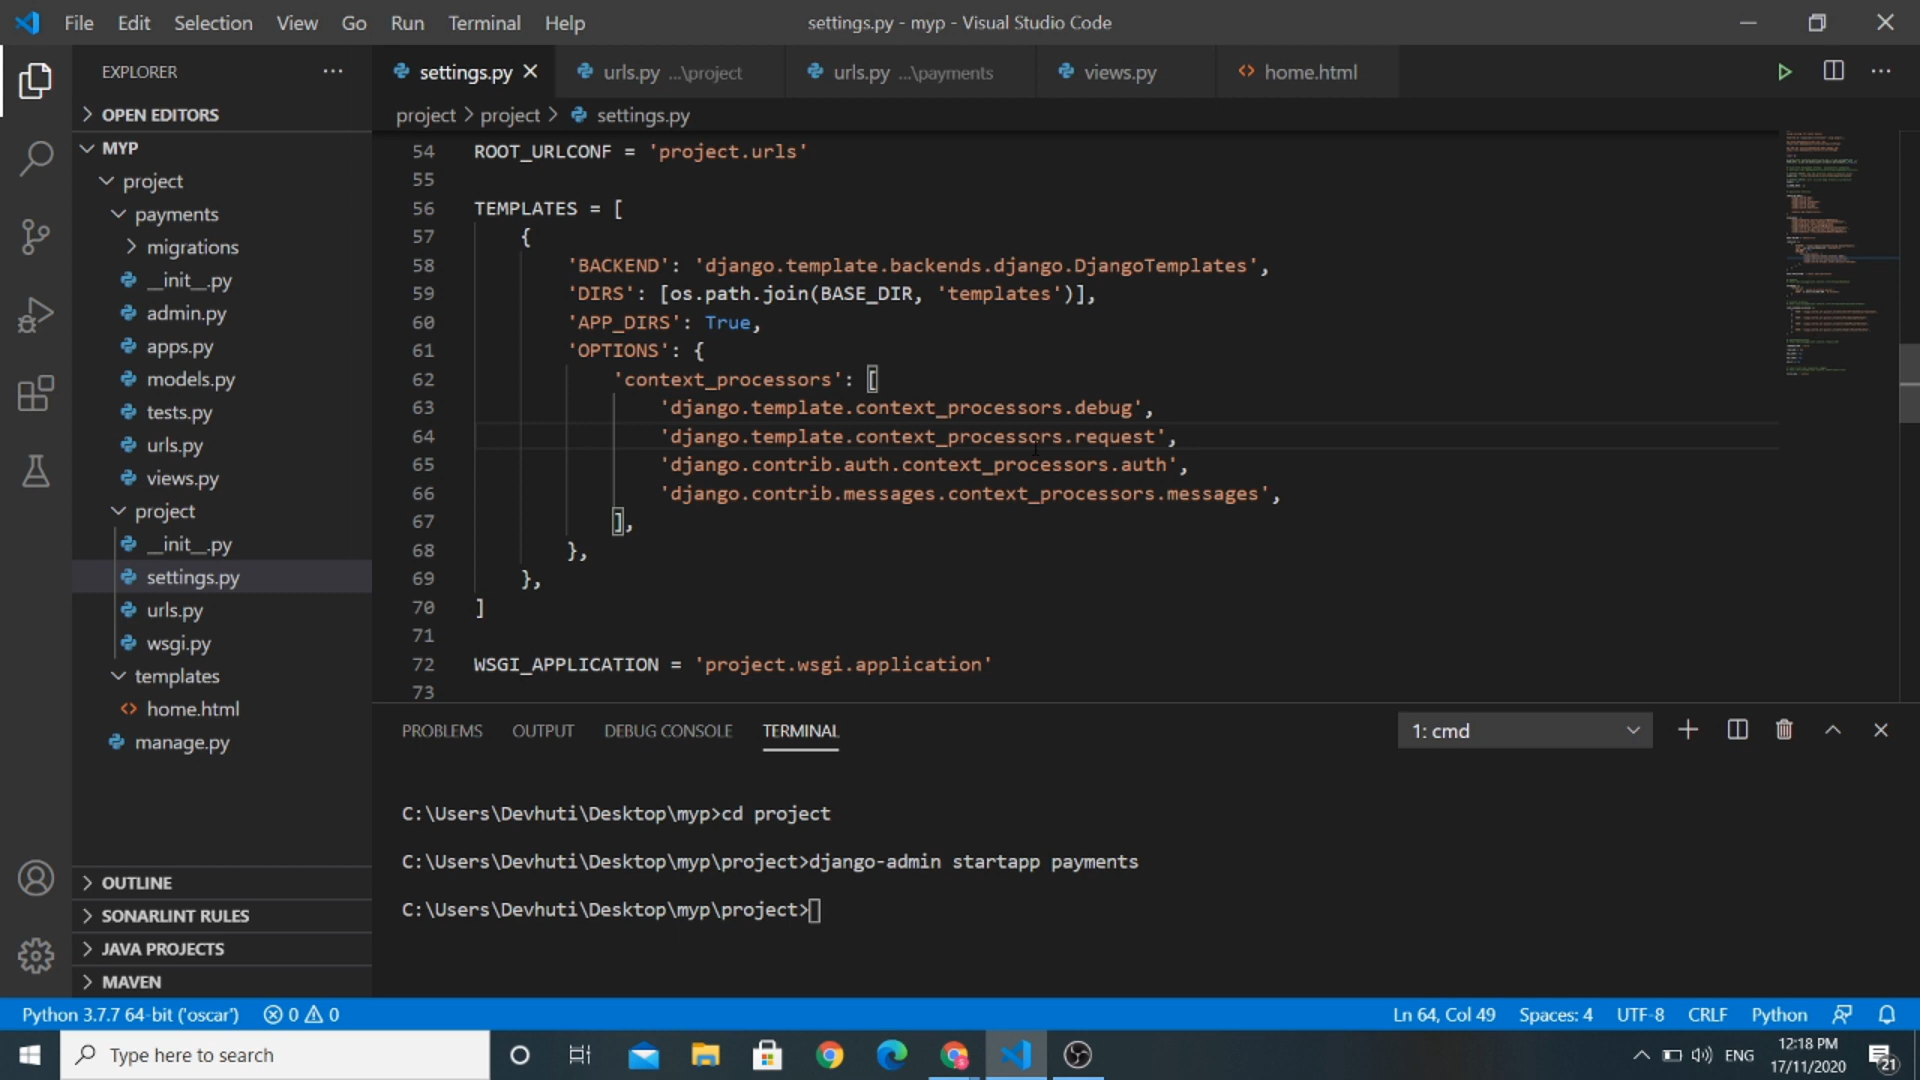 File Edit Selection View Go Run Terminal Help
settings.py - myp - Visual Studio Code
EXPLORER
settings.py
urls.py ...\project
urls.py ...\payments
views.py
home.html
OPEN EDITORS
project > project > settings.py
MYP
project
payments
migrations
__init__.py
admin.py
apps.py
models.py
tests.py
urls.py
views.py
project
__init__.py
settings.py
urls.py
wsgi.py
templates
home.html
manage.py
OUTLINE
SONARLINT RULES
JAVA PROJECTS
MAVEN
54 ROOT_URLCONF = 'project.urls'
55
56 TEMPLATES = [
57 {
58 'BACKEND': 'django.template.backends.django.DjangoTemplates',
59 'DIRS': [os.path.join(BASE_DIR, 'templates')],
60 'APP_DIRS': True,
61 'OPTIONS': {
62 'context_processors': [
63 'django.template.context_processors.debug',
64 'django.template.context_processors.request',
65 'django.contrib.auth.context_processors.auth',
66 'django.contrib.messages.context_processors.messages',
67 ],
68 },
69 },
70 ]
71
72 WSGI_APPLICATION = 'project.wsgi.application'
73
PROBLEMS OUTPUT DEBUG CONSOLE TERMINAL
1: cmd
C:\Users\Devhuti\Desktop\myp>cd project
C:\Users\Devhuti\Desktop\myp\project>django-admin startapp payments
C:\Users\Devhuti\Desktop\myp\project>
Python 3.7.7 64-bit ('oscar') 0 0
Ln 64, Col 49 Spaces: 4 UTF-8 CRLF Python
Type here to search
ENG
12:18 PM
17/11/2020
21